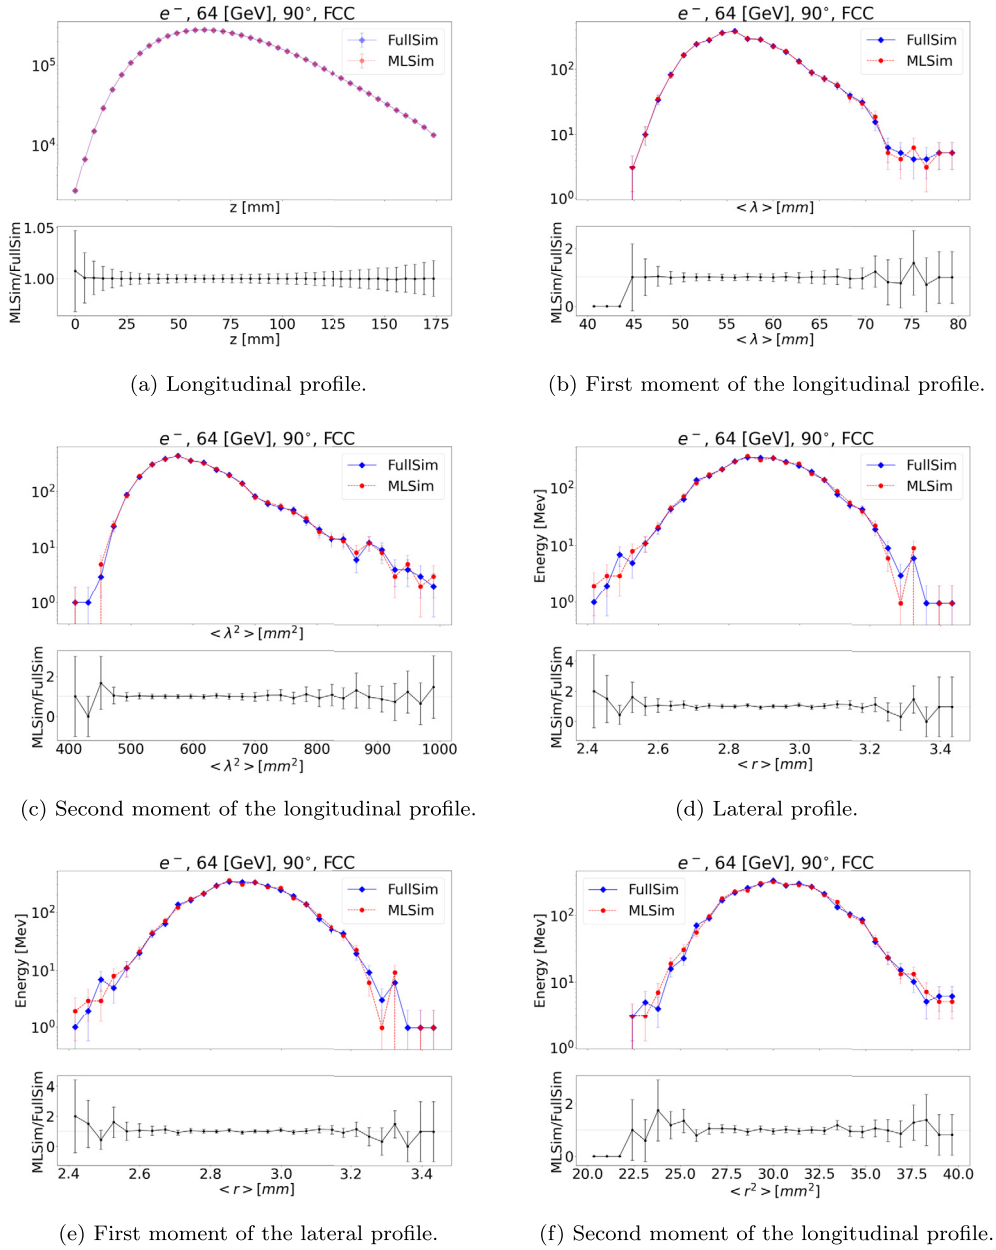 e⁻, 64 [GeV], 90°, FCC
FullSim
MLSim
10⁵
10⁴
z [mm]
MLSim/FullSim
1.05
1.00
0 25 50 75 100 125 150 175
z [mm]
(a) Longitudinal profile.
e⁻, 64 [GeV], 90°, FCC
FullSim
MLSim
10²
10¹
10⁰
< λ > [mm]
MLSim/FullSim
2
0
40 45 50 55 60 65 70 75 80
< λ > [mm]
(b) First moment of the longitudinal profile.
e⁻, 64 [GeV], 90°, FCC
FullSim
MLSim
10²
10¹
10⁰
< λ² > [mm²]
MLSim/FullSim
2
0
400 500 600 700 800 900 1000
< λ² > [mm²]
(c) Second moment of the longitudinal profile.
e⁻, 64 [GeV], 90°, FCC
FullSim
MLSim
Energy [Mev]
10²
10¹
10⁰
MLSim/FullSim
4
2
0
2.4 2.6 2.8 3.0 3.2 3.4
< r > [mm]
(d) Lateral profile.
e⁻, 64 [GeV], 90°, FCC
FullSim
MLSim
Energy [Mev]
10²
10¹
10⁰
MLSim/FullSim
4
2
0
2.4 2.6 2.8 3.0 3.2 3.4
< r > [mm]
(e) First moment of the lateral profile.
e⁻, 64 [GeV], 90°, FCC
FullSim
MLSim
Energy [Mev]
10²
10¹
10⁰
MLSim/FullSim
2
0
20.0 22.5 25.0 27.5 30.0 32.5 35.0 37.5 40.0
< r² > [mm²]
(f) Second moment of the longitudinal profile.